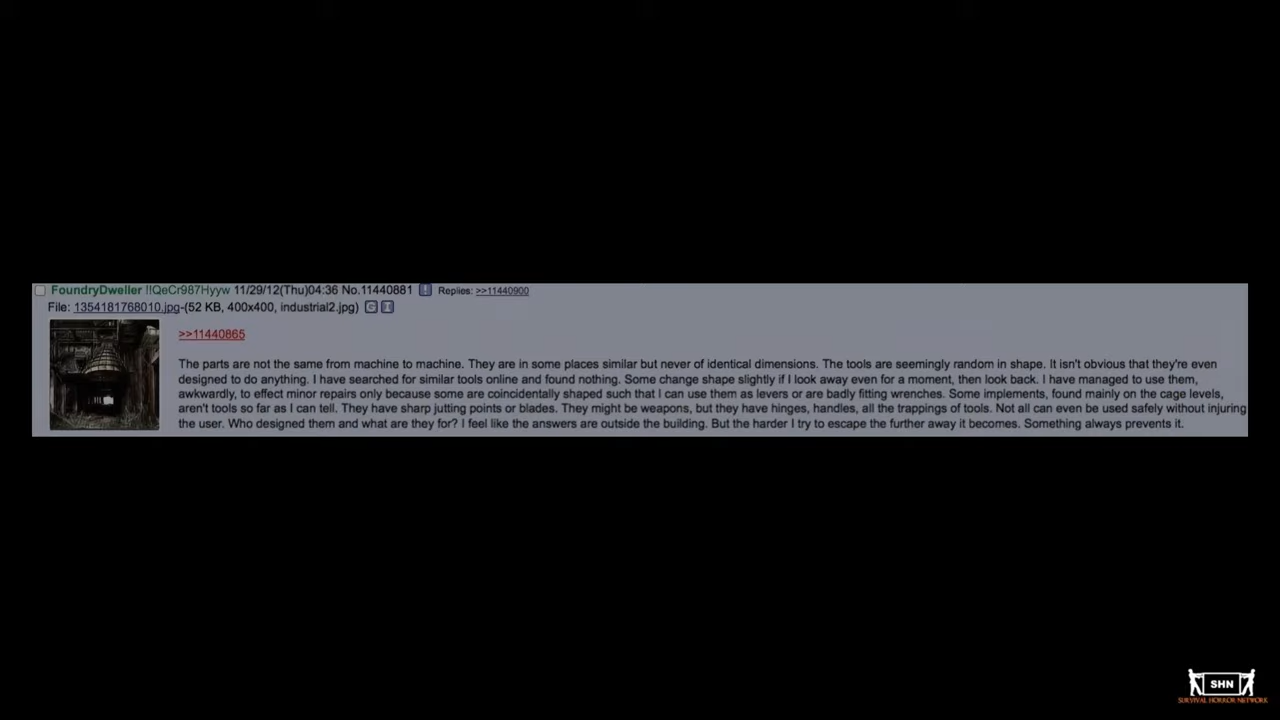 FoundryDweller !!QeCr987Hyyw 11/29/12(Thu)04:36 No.11440881 Replies: >>11440900
File: 1354181768010.jpg-(52 KB, 400x400, industrial2.jpg)
>>11440865
The parts are not the same from machine to machine. They are in some places similar but never of identical dimensions. The tools are seemingly random in shape. It isn't obvious that they're even
designed to do anything. I have searched for similar tools online and found nothing. Some change shape slightly if I look away even for a moment, then look back. I have managed to use them,
awkwardly, to effect minor repairs only because some are coincidentally shaped such that I can use them as levers or are badly fitting wrenches. Some implements, found mainly on the cage levels,
aren't tools so far as I can tell. They have sharp jutting points or blades. They might be weapons, but they have hinges, handles, all the trappings of tools. Not all can even be used safely without injuring
the user. Who designed them and what are they for? I feel like the answers are outside the building. But the harder I try to escape the further away it becomes. Something always prevents it.
SHN
SURVIVAL HORROR NETWORK